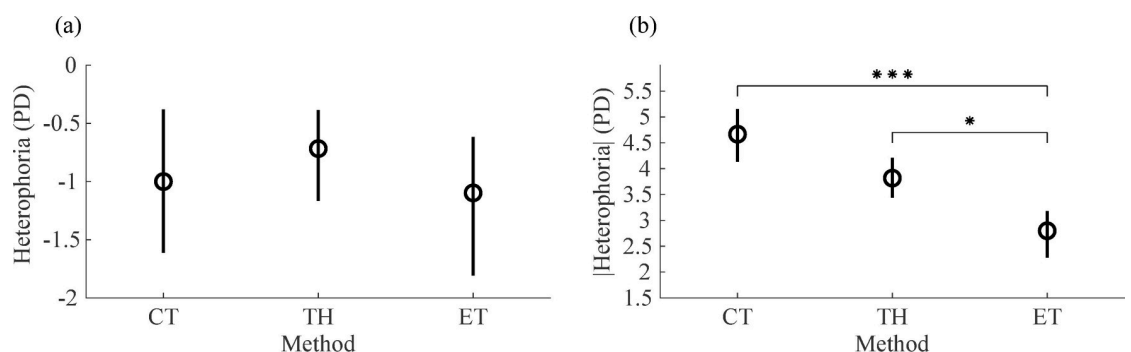 (a)
Heterophoria (PD)
0
-0.5
-1
-1.5
-2
CT TH ET
Method
(b)
|Heterophoria| (PD)
5.5
5
4.5
4
3.5
3
2.5
2
1.5
***
*
CT TH ET
Method